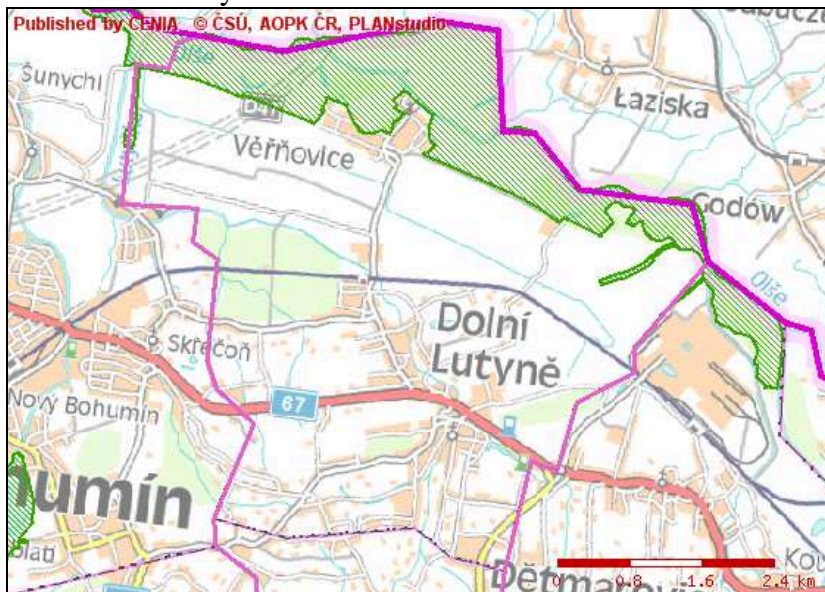 Published by CENIA © ČSÚ, AOPK ČR, PLANstudio
Olše
Šunychl
Łaziska
Věřňovice
Godów
Olše
Dolní
Lutyně
Skřečoň
67
Nový Bohumín
humín
Dětmarovice
0 0.8 1.6 2.4 km